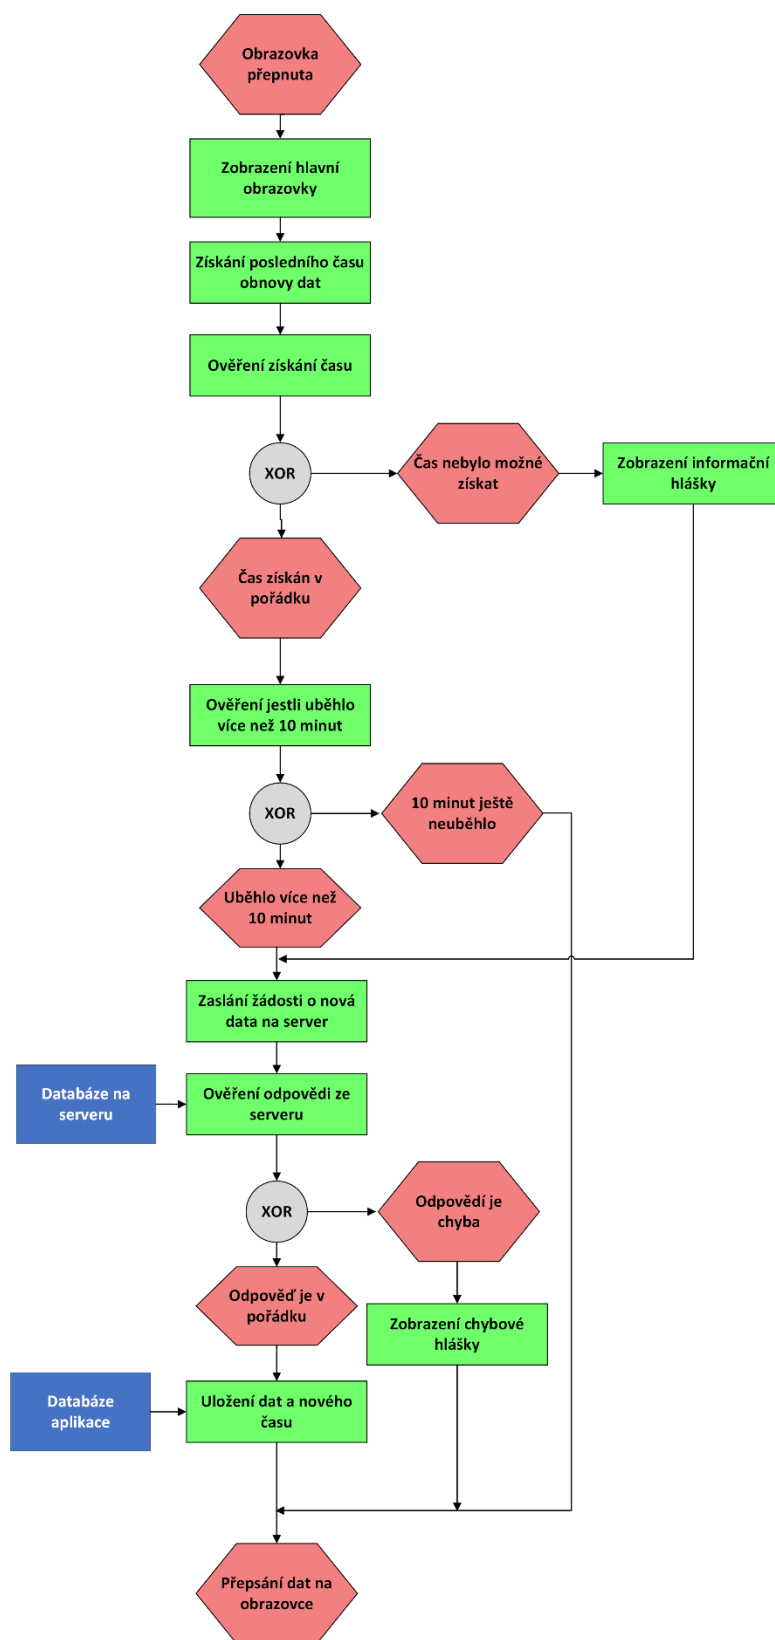 Obrazovka
přepnuta
Zobrazení hlavní
obrazovky
Získání posledního času
obnovy dat
Ověření získání času
XOR
Čas nebylo možné
získat
Zobrazení informační
hlášky
Čas získán v
pořádku
Ověření jestli uběhlo
více než 10 minut
XOR
10 minut ještě
neuběhlo
Uběhlo více než
10 minut
Zaslání žádosti o nová
data na server
Databáze na
serveru
Ověření odpovědi ze
serveru
XOR
Odpovědí je
chyba
Odpověď je v
pořádku
Zobrazení chybové
hlášky
Databáze
aplikace
Uložení dat a nového
času
Přepsání dat na
obrazovce